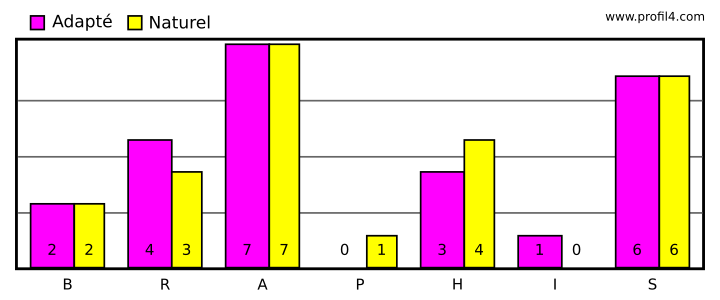 Adapté Naturel www.profil4.com
2 2 4 3 7 7 0 1 3 4 1 0 6 6
B R A P H I S